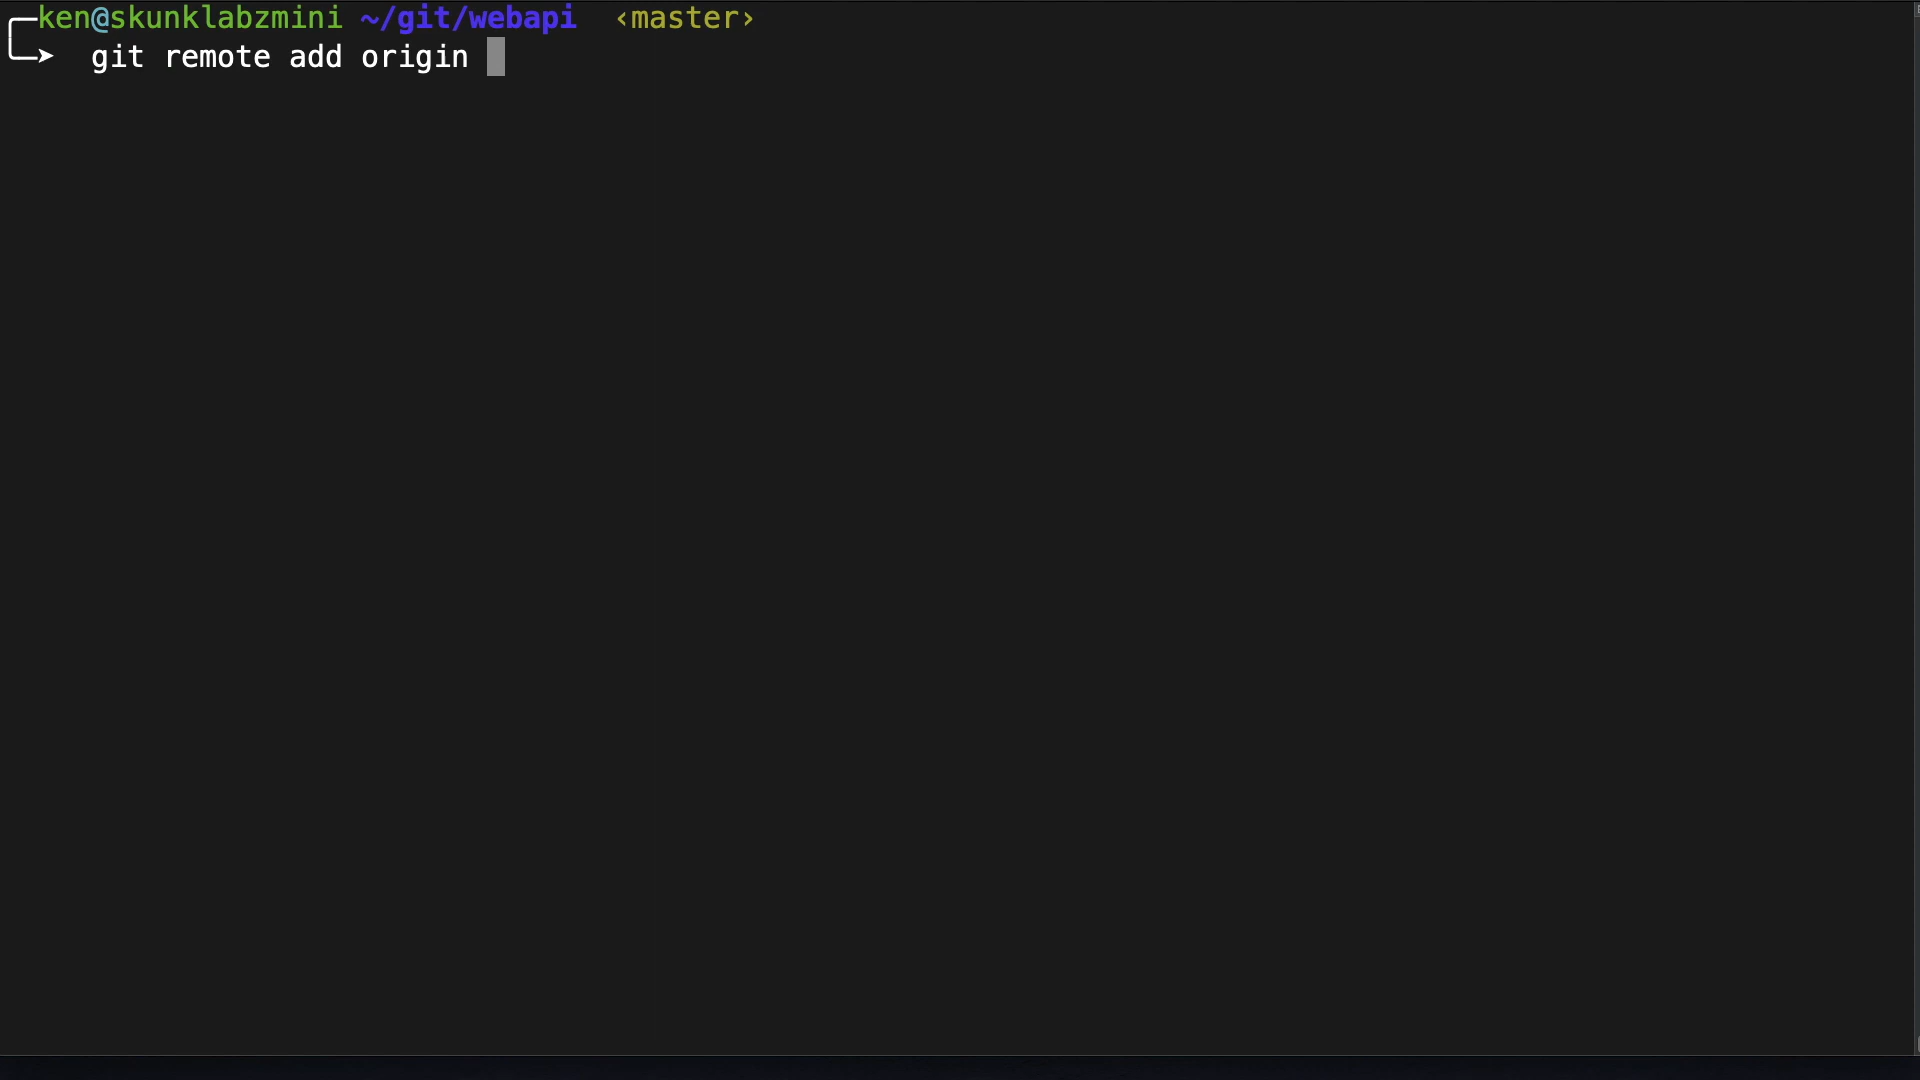 ╭─ken@skunklabzmini ~/git/webapi ‹master›
╰─➤ git remote add origin